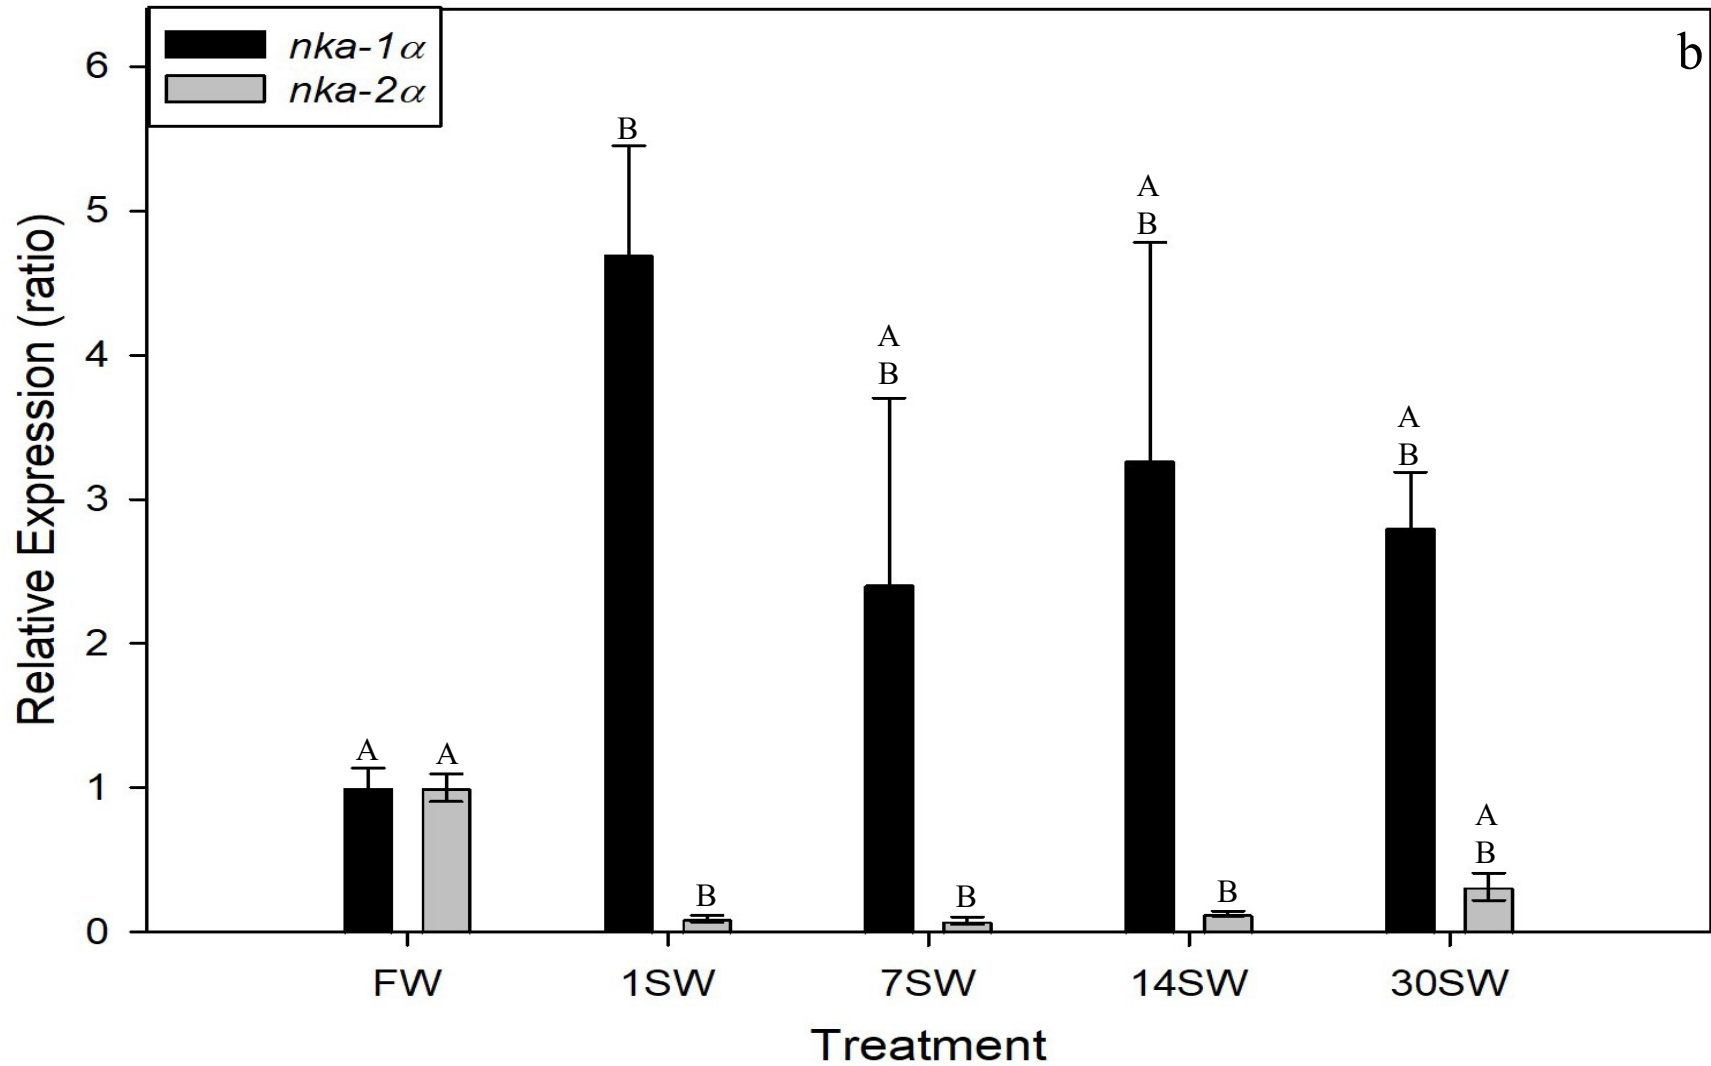 nka-1α
nka-2α
b
Relative Expression (ratio)
6
5
4
3
2
1
0
A
A
B
B
A
B
B
A
B
B
A
B
A
B
FW 1SW 7SW 14SW 30SW
Treatment